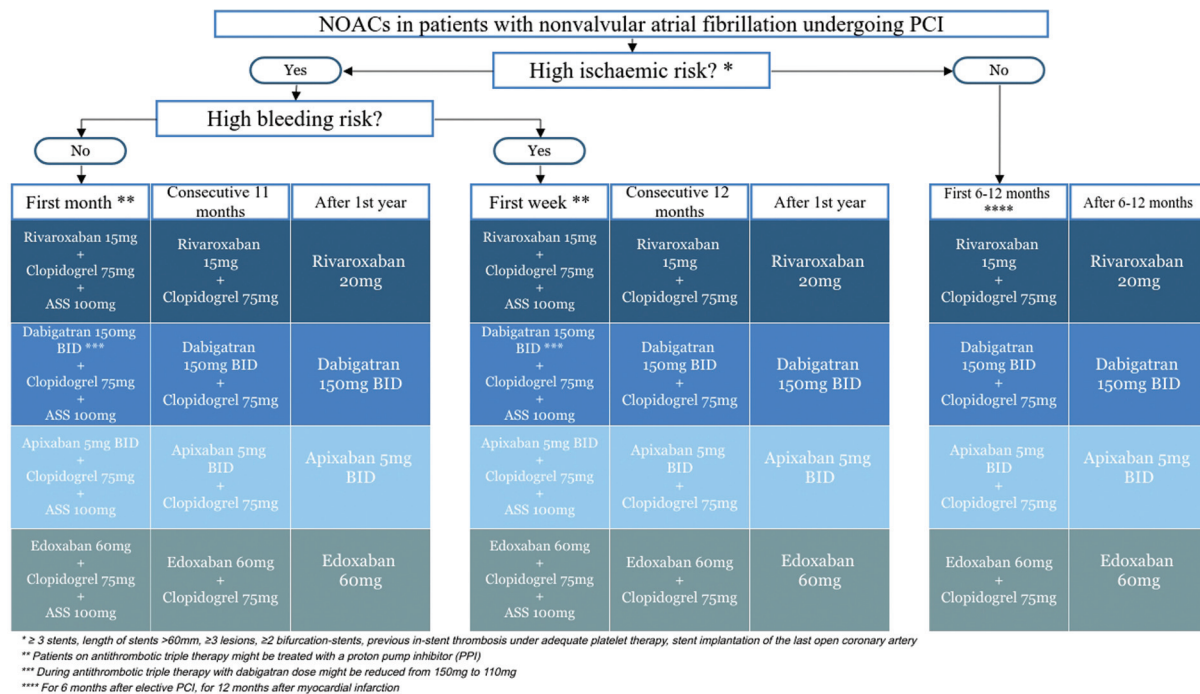 NOACs in patients with nonvalvular atrial fibrillation undergoing PCI
Yes
High ischaemic risk? *
No
High bleeding risk?
No
Yes
First month **
Consecutive 11
months
After 1st year
Rivaroxaban 15mg
+
Clopidogrel 75mg
+
ASS 100mg
Rivaroxaban
15mg
+
Clopidogrel 75mg
Rivaroxaban
20mg
Dabigatran 150mg
BID ***
+
Clopidogrel 75mg
+
ASS 100mg
Dabigatran
150mg BID
+
Clopidogrel 75mg
Dabigatran
150mg BID
Apixaban 5mg BID
+
Clopidogrel 75mg
+
ASS 100mg
Apixaban 5mg
BID
+
Clopidogrel 75mg
Apixaban 5mg
BID
Edoxaban 60mg
+
Clopidogrel 75mg
+
ASS 100mg
Edoxaban 60mg
+
Clopidogrel 75mg
Edoxaban
60mg
First week **
Consecutive 12
months
After 1st year
Rivaroxaban 15mg
+
Clopidogrel 75mg
+
ASS 100mg
Rivaroxaban
15mg
+
Clopidogrel 75mg
Rivaroxaban
20mg
Dabigatran 150mg
BID ***
+
Clopidogrel 75mg
+
ASS 100mg
Dabigatran
150mg BID
+
Clopidogrel 75mg
Dabigatran
150mg BID
Apixaban 5mg BID
+
Clopidogrel 75mg
+
ASS 100mg
Apixaban 5mg
BID
+
Clopidogrel 75mg
Apixaban 5mg
BID
Edoxaban 60mg
+
Clopidogrel 75mg
+
ASS 100mg
Edoxaban 60mg
+
Clopidogrel 75mg
Edoxaban
60mg
First 6-12 months
****
After 6-12 months
Rivaroxaban
15mg
+
Clopidogrel 75mg
Rivaroxaban
20mg
Dabigatran
150mg BID
+
Clopidogrel 75mg
Dabigatran
150mg BID
Apixaban 5mg
BID
+
Clopidogrel 75mg
Apixaban 5mg
BID
Edoxaban 60mg
+
Clopidogrel 75mg
Edoxaban
60mg
* ≥ 3 stents, length of stents >60mm, ≥3 lesions, ≥2 bifurcation-stents, previous in-stent thrombosis under adequate platelet therapy, stent implantation of the last open coronary artery
** Patients on antithrombotic triple therapy might be treated with a proton pump inhibitor (PPI)
*** During antithrombotic triple therapy with dabigatran dose might be reduced from 150mg to 110mg
**** For 6 months after elective PCI, for 12 months after myocardial infarction